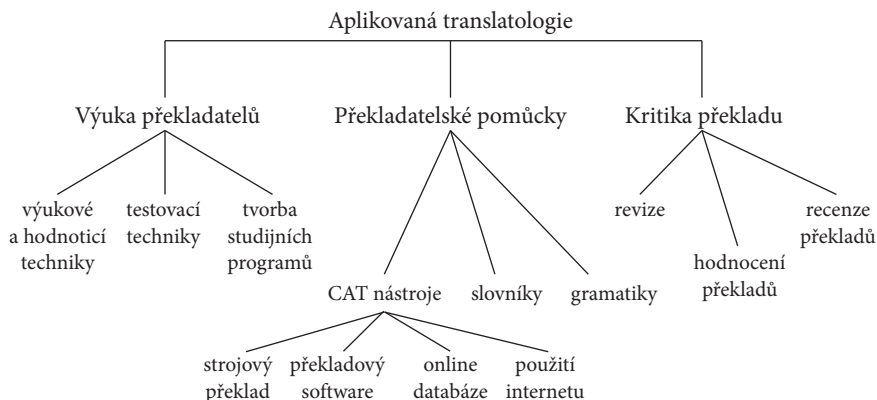 Aplikovaná translatologie
Výuka překladatelů
Překladatelské pomůcky
Kritika překladu
výukové
a hodnoticí
techniky
testovací
techniky
tvorba
studijních
programů
revize
hodnocení
překladů
recenze
překladů
CAT nástroje
slovníky
gramatiky
strojový
překlad
překladový
software
online
databáze
použití
internetu